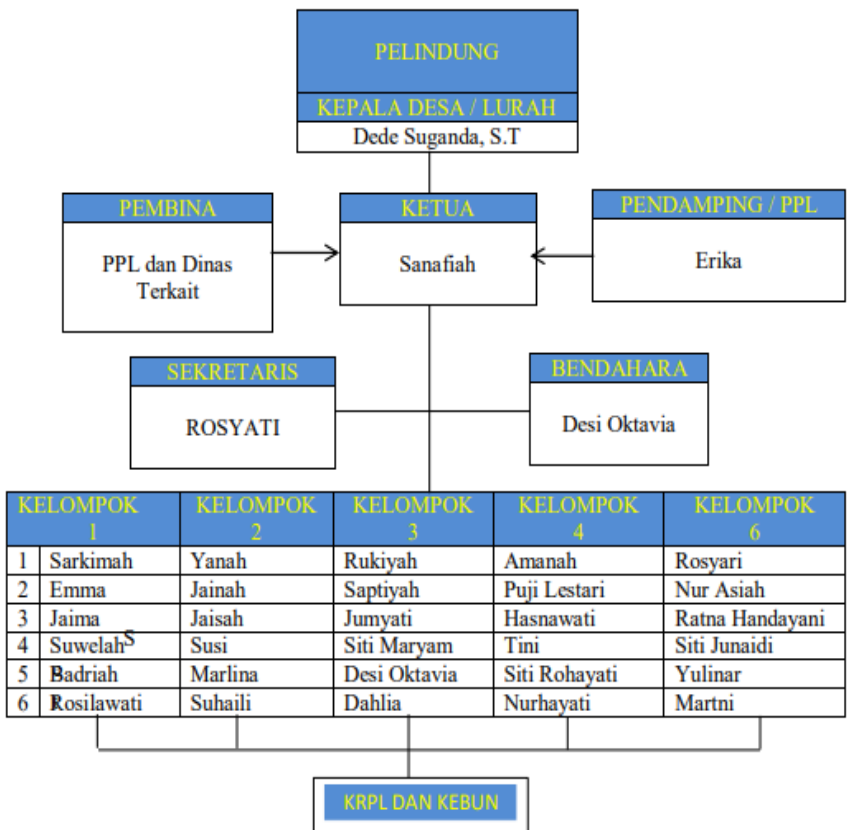 PELINDUNG
KEPALA DESA / LURAH
Dede Suganda, S.T
PEMBINA
PPL dan Dinas
Terkait
KETUA
Sanafiah
PENDAMPING / PPL
Erika
SEKRETARIS
ROSYATI
BENDAHARA
Desi Oktavia
KELOMPOK 1 KELOMPOK 2 KELOMPOK 3 KELOMPOK 4 KELOMPOK 6
1 Sarkimah Yanah Rukiyah Amanah Rosyari
2 Emma Jainah Saptiyah Puji Lestari Nur Asiah
3 Jaima Jaisah Jumyati Hasnawati Ratna Handayani
4 Suwelah S Susi Siti Maryam Tini Siti Junaidi
5 Badriah Marlina Desi Oktavia Siti Rohayati Yulinar
6 Rosilawati Suhaili Dahlia Nurhayati Martni
KRPL DAN KEBUN